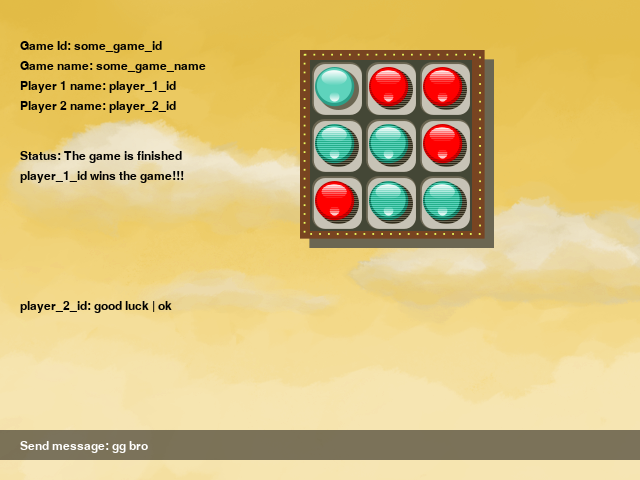 Game Id: some_game_id
Game name: some_game_name
Player 1 name: player_1_id
Player 2 name: player_2_id
Status: The game is finished
player_1_id wins the game!!!
player_2_id: good luck | ok
Send message: gg bro